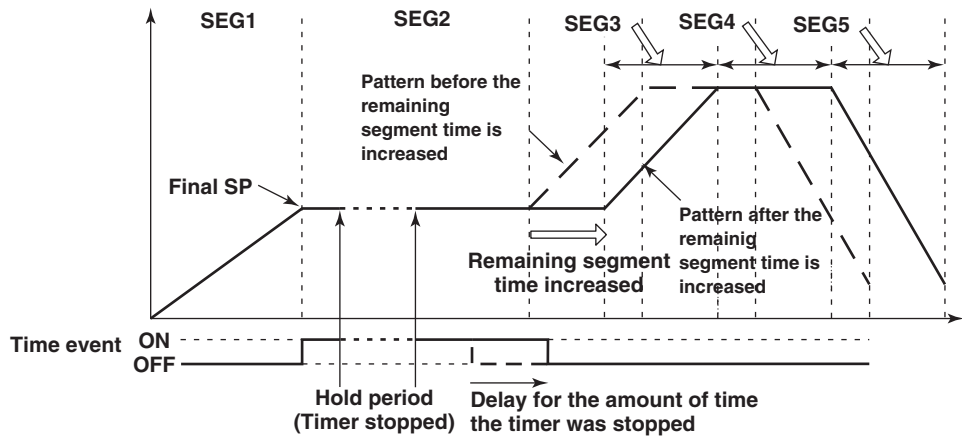 SEG1
SEG2
SEG3
SEG4
SEG5
Pattern before the
remaining
segment time is
increased
Final SP
Pattern after the
remainig
segment time is
increased
Remaining segment
time increased
Time event
ON
OFF
Hold period
(Timer stopped)
Delay for the amount of time
the timer was stopped